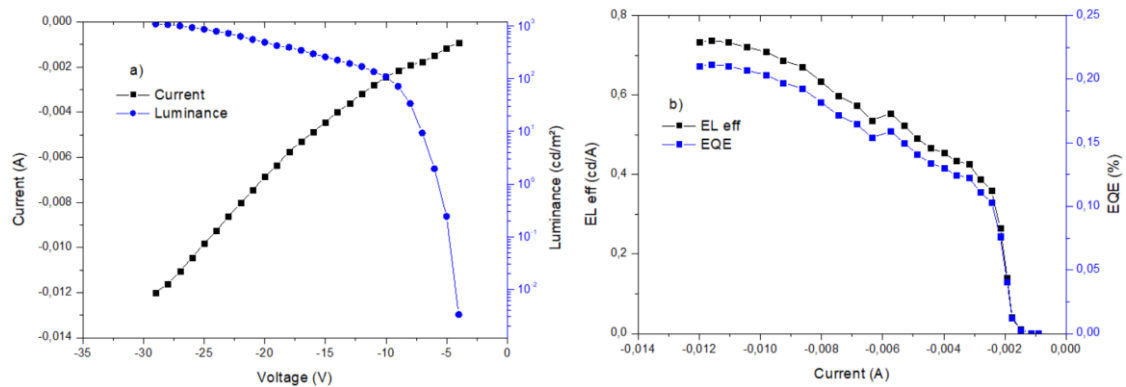 0,000
-0,002
-0,004
-0,006
-0,008
-0,010
-0,012
-0,014
Current (A)
a)
Current
Luminance
10³
10²
10¹
10⁰
10⁻¹
10⁻²
Luminance (cd/m²)
-35 -30 -25 -20 -15 -10 -5 0
Voltage (V)
0,8
0,6
0,4
0,2
0,0
EL eff (cd/A)
b)
EL eff
EQE
0,25
0,20
0,15
0,10
0,05
0,00
EQE (%)
-0,014 -0,012 -0,010 -0,008 -0,006 -0,004 -0,002 0,000
Current (A)